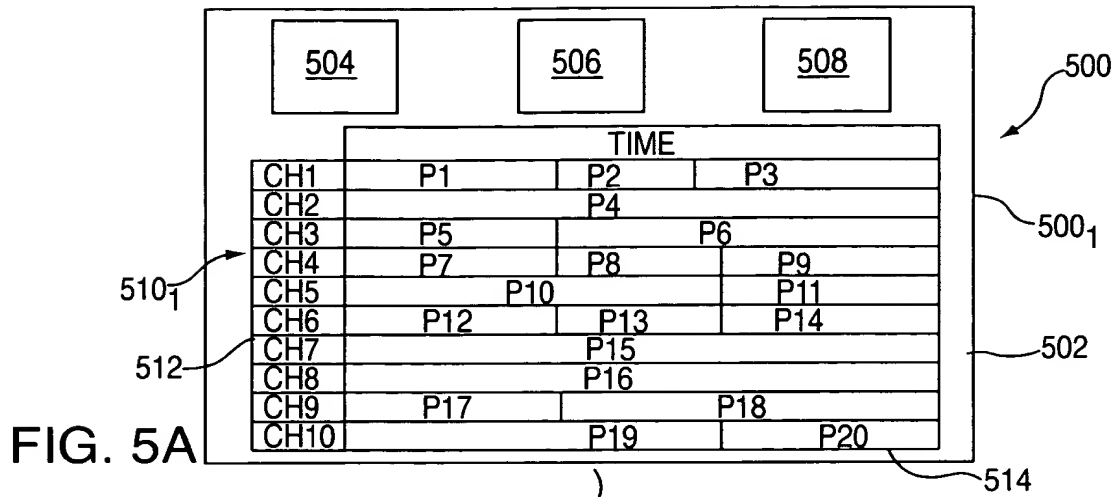 504 506 508
500
TIME
CH1 P1 P2 P3
CH2 P4
500₁
CH3 P5 P6
CH4 P7 P8 P9
510₁
CH5 P10 P11
CH6 P12 P13 P14
512 CH7 P15 502
CH8 P16
CH9 P17 P18
FIG. 5A CH10 P19 P20
514